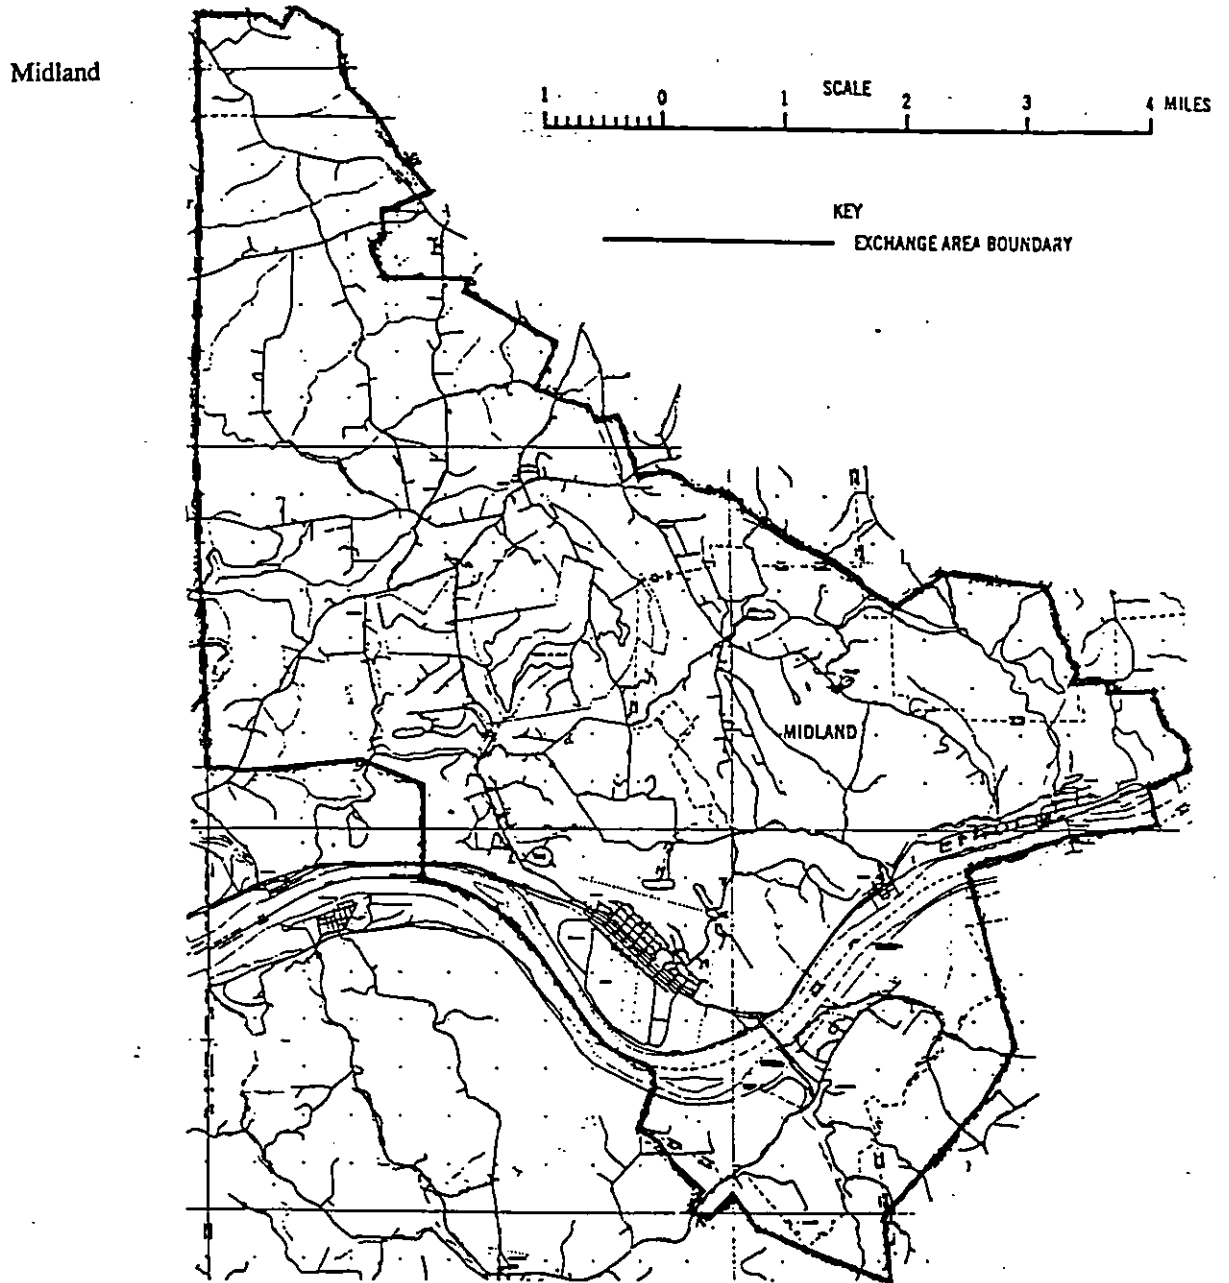 Midland
SCALE
1 0 1 2 3 4 MILES
KEY
EXCHANGE AREA BOUNDARY
MIDLAND